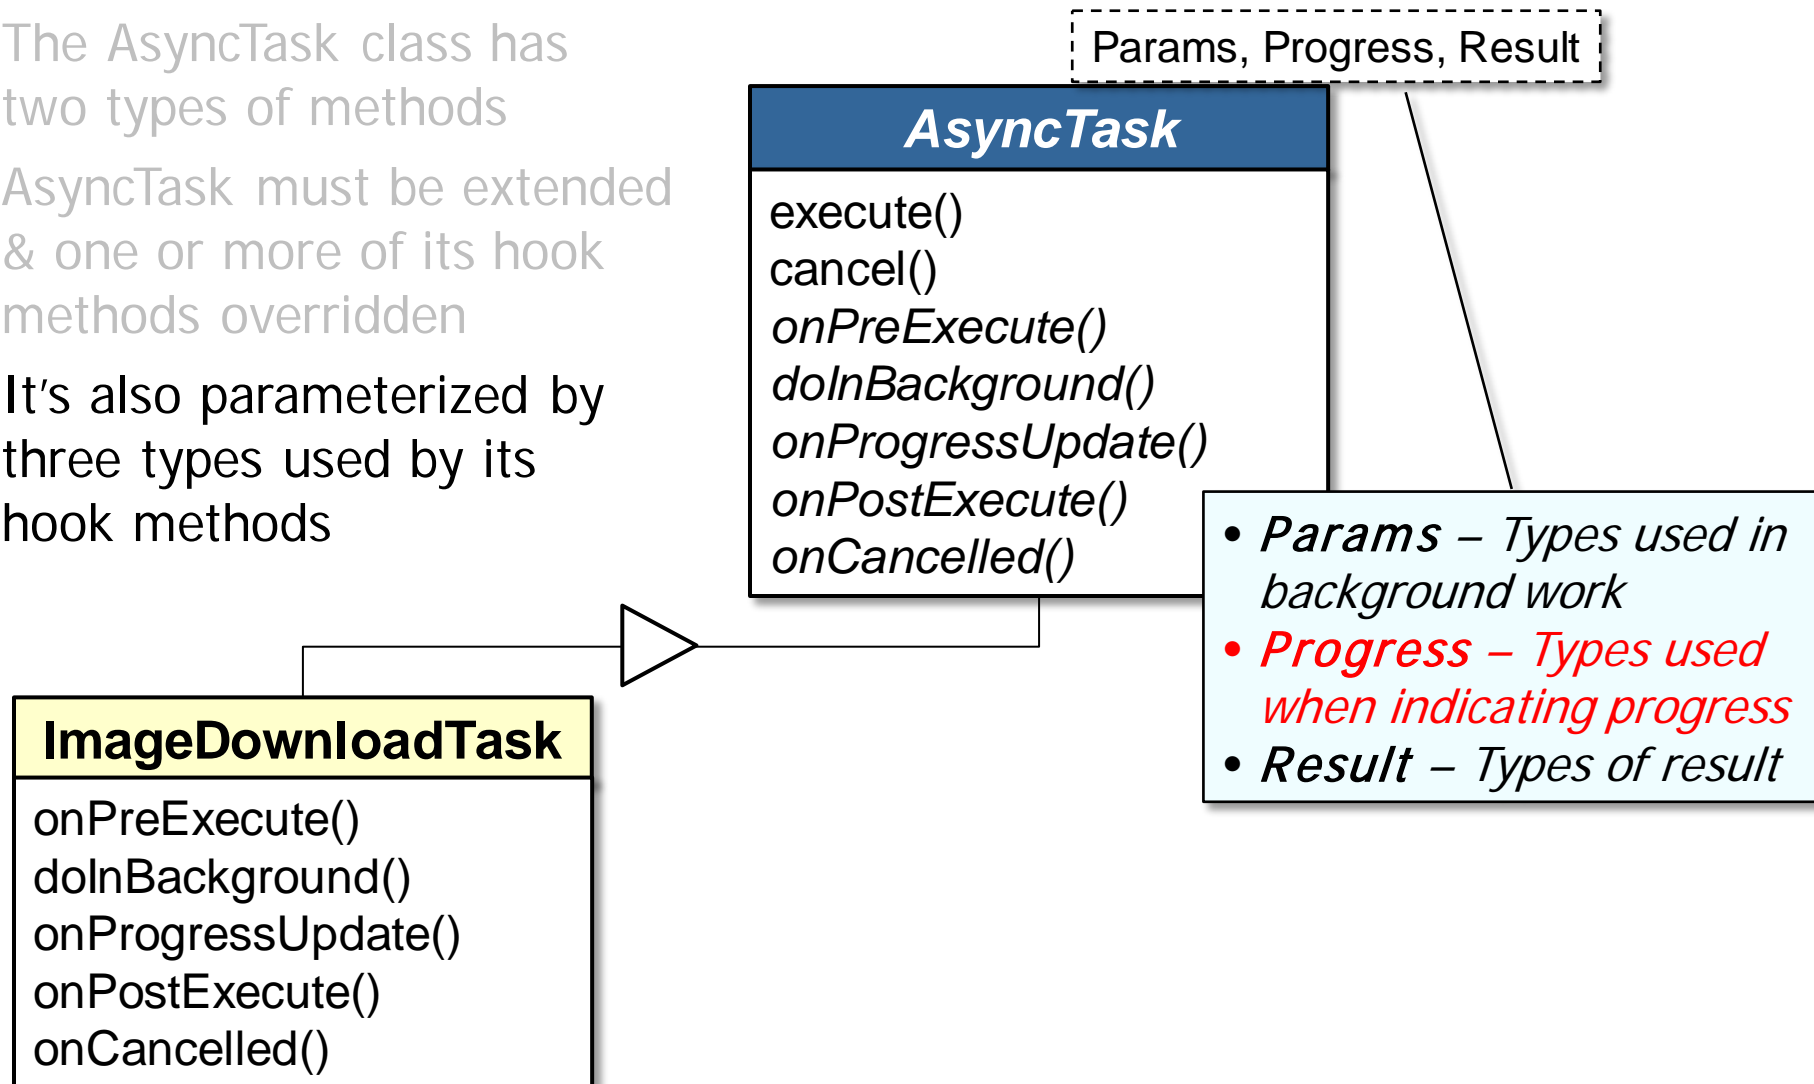 The AsyncTask class has
two types of methods
AsyncTask must be extended
& one or more of its hook
methods overridden
It's also parameterized by
three types used by its
hook methods
Params, Progress, Result
AsyncTask
execute()
cancel()
onPreExecute()
doInBackground()
onProgressUpdate()
onPostExecute()
onCancelled()
• Params – Types used in
background work
• Progress – Types used
when indicating progress
• Result – Types of result
ImageDownloadTask
onPreExecute()
doInBackground()
onProgressUpdate()
onPostExecute()
onCancelled()